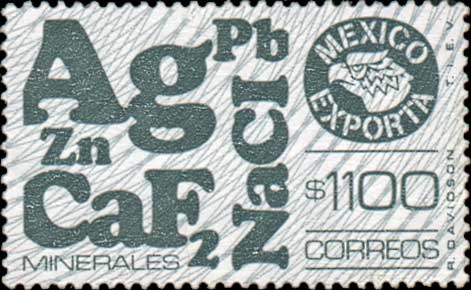 Ag
Pb
Zn
NaCl
CaF2
MINERALES
MEXICO
EXPORTA
$1100
CORREOS
R. DAVIDSON
T.I.E.V.